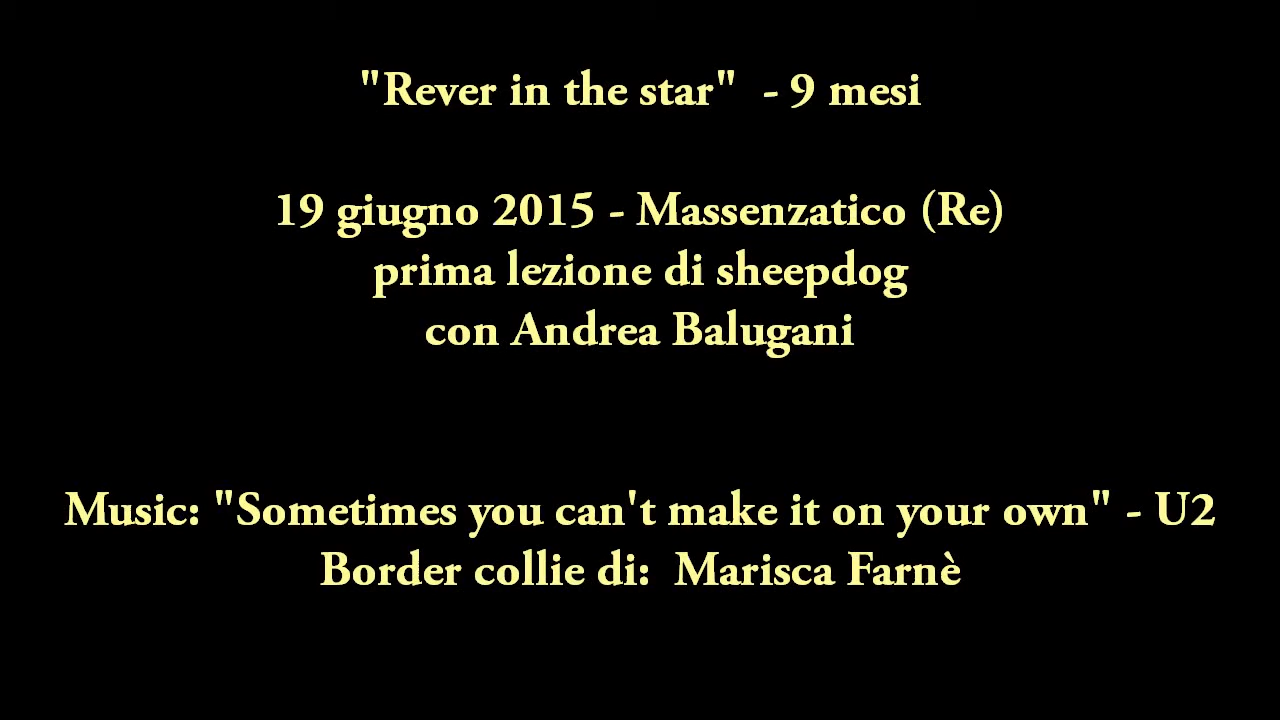 "Rever in the star"  - 9 mesi
19 giugno 2015 - Massenzatico (Re)
prima lezione di sheepdog
con Andrea Balugani
Music: "Sometimes you can't make it on your own" - U2
Border collie di:  Marisca Farnè